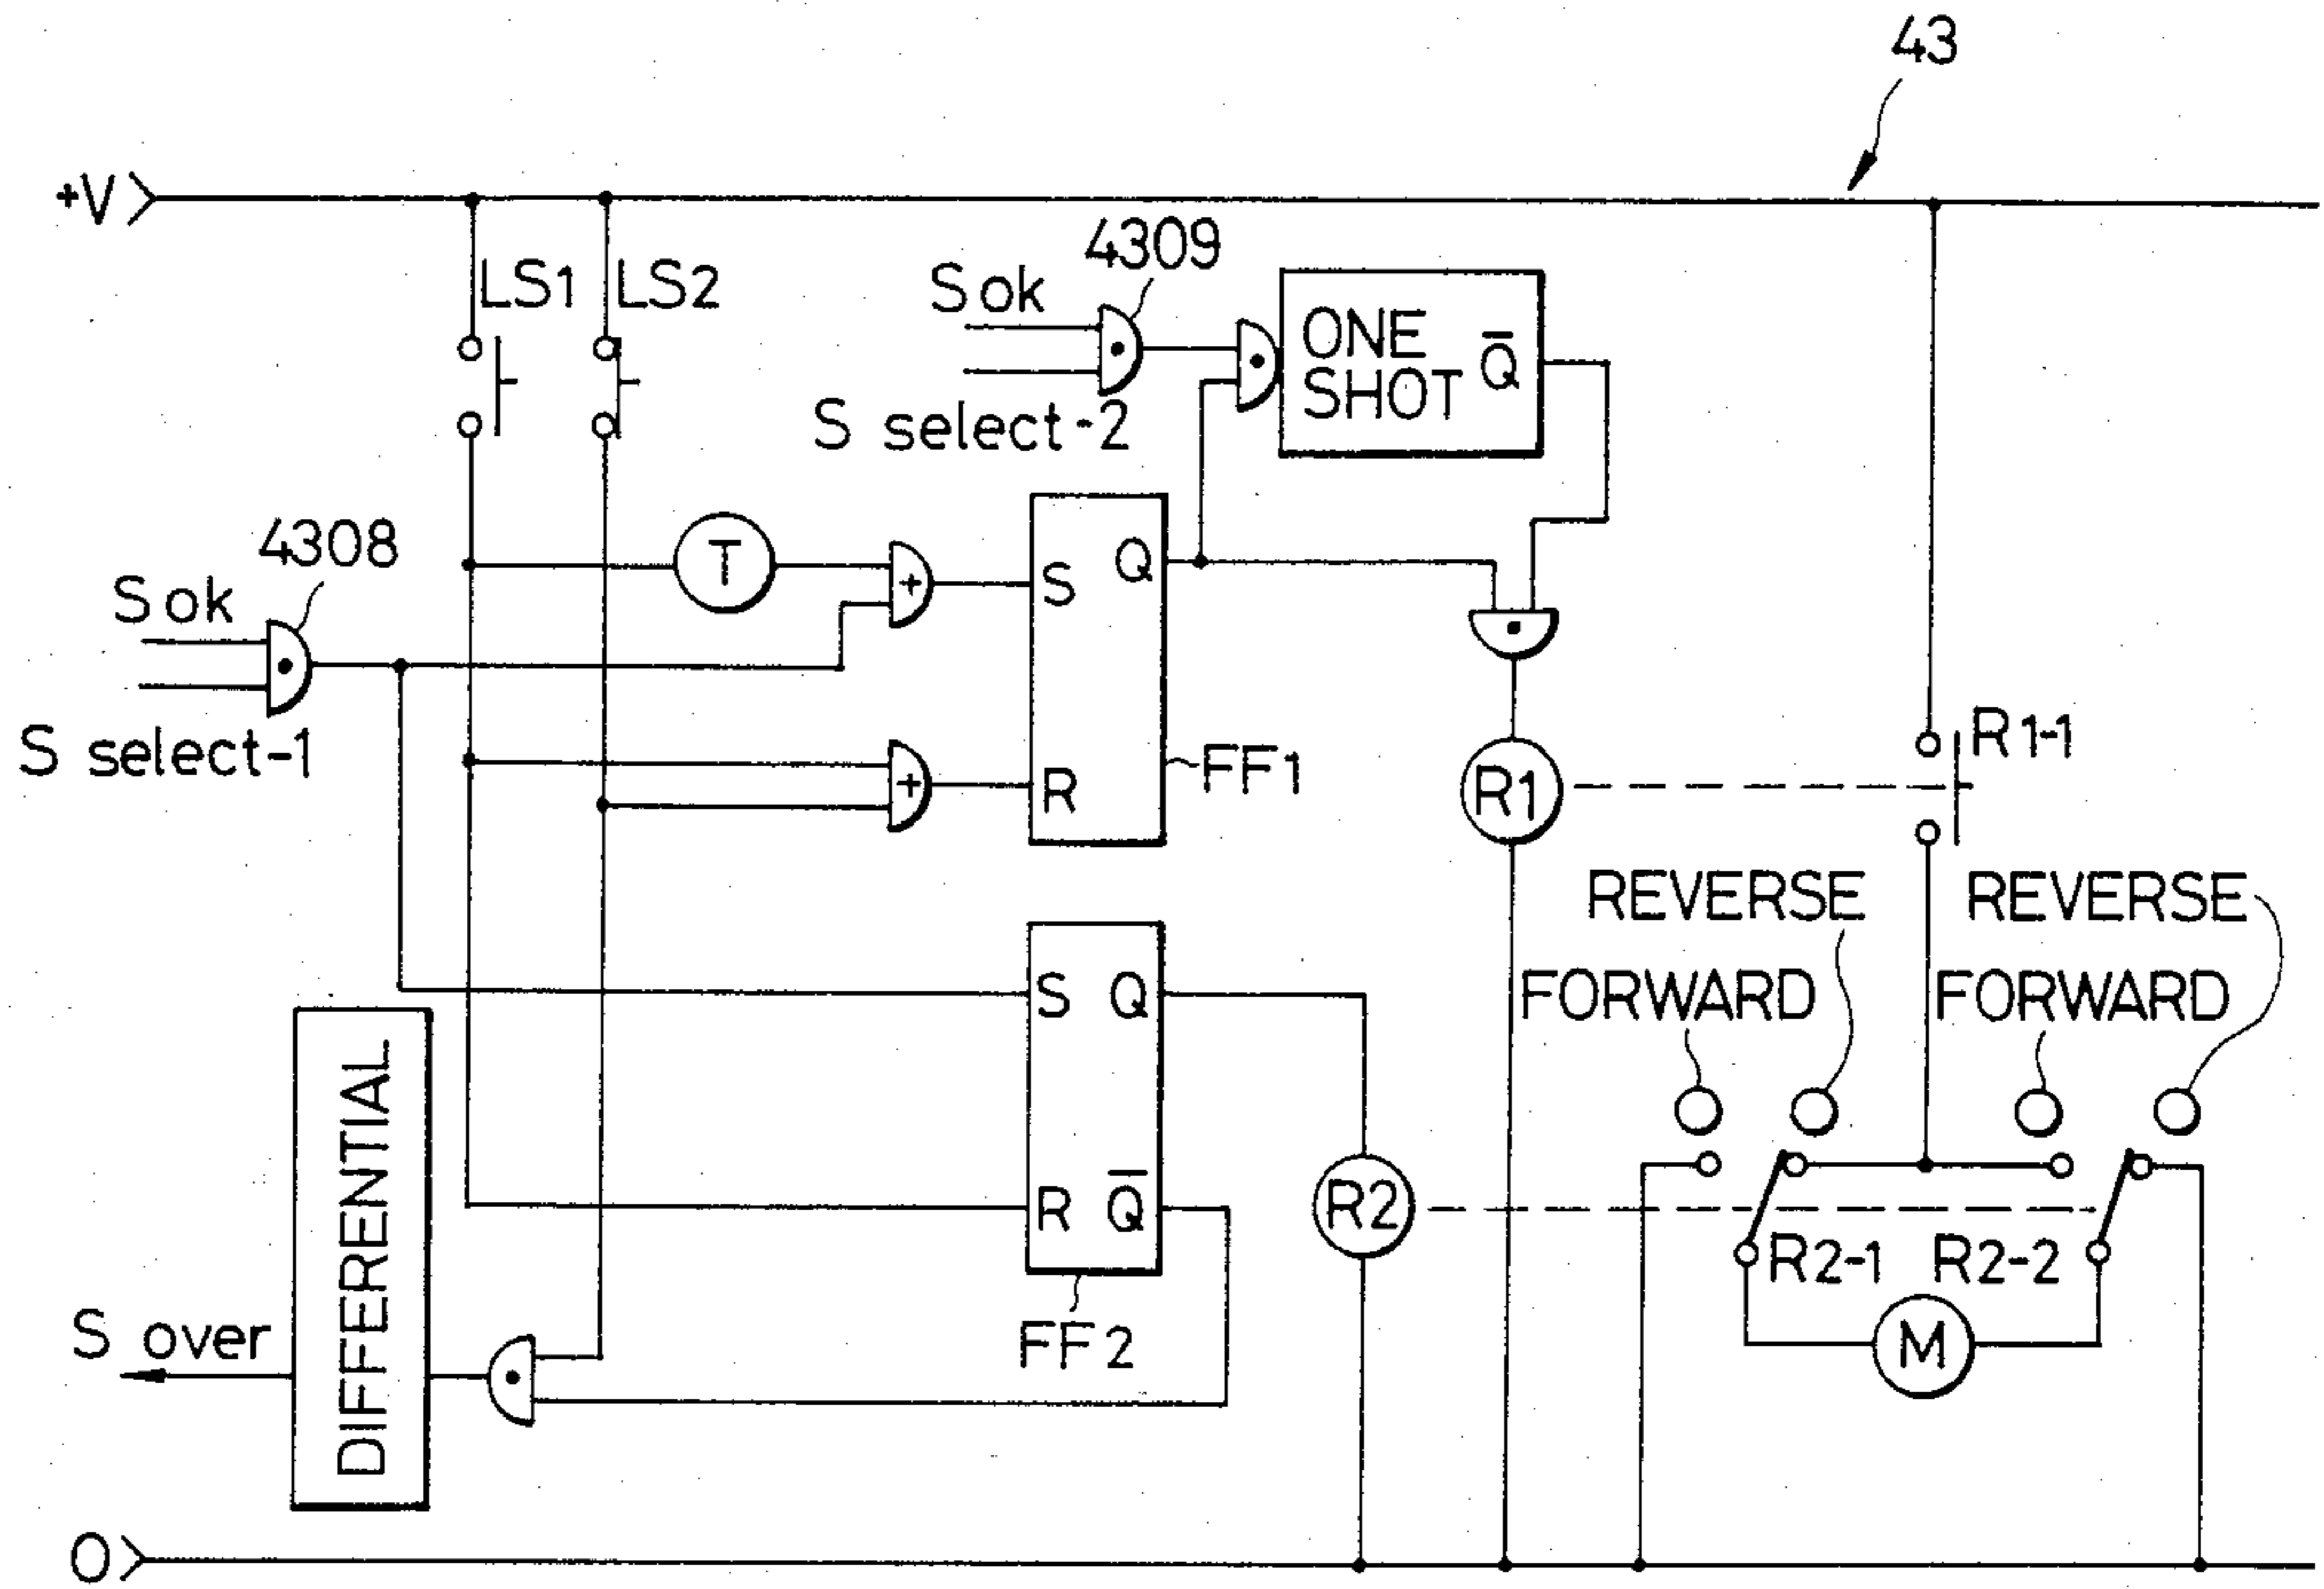 43
+V
LS1
LS2
S ok
4309
S select-2
ONE
SHOT
Q̅
4308
S ok
S select-1
T
+
S
Q
+
R
FF1
R1
R1-1
REVERSE
REVERSE
FORWARD
FORWARD
S
Q
R
Q̅
FF2
R2
R2-1
R2-2
M
DIFFERENTIAL
S over
0